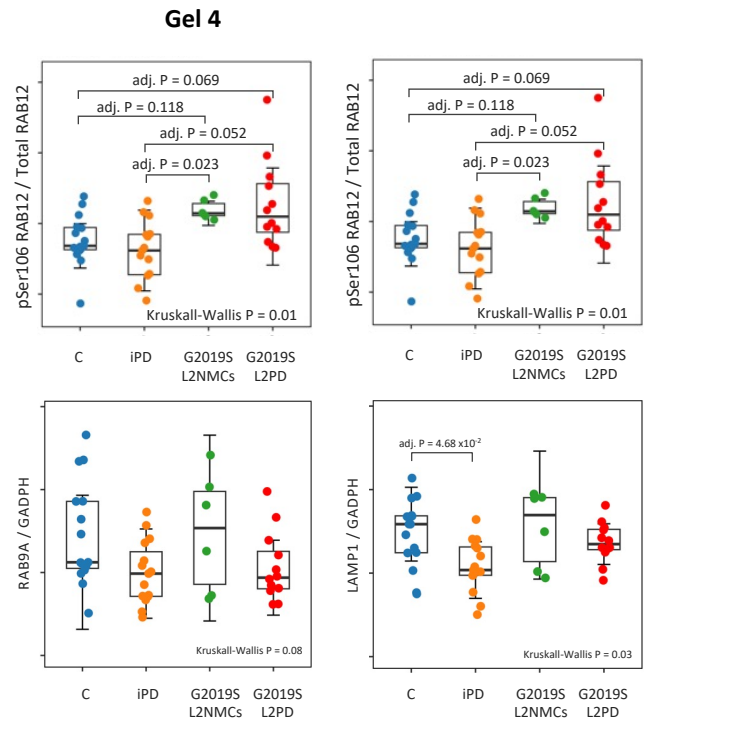 Gel 4
pSer106 RAB12 / Total RAB12
adj. P = 0.069
adj. P = 0.118
adj. P = 0.052
adj. P = 0.023
Kruskall-Wallis P = 0.01
C
iPD
G2019S
L2NMCs
G2019S
L2PD
pSer106 RAB12 / Total RAB12
adj. P = 0.069
adj. P = 0.118
adj. P = 0.052
adj. P = 0.023
Kruskall-Wallis P = 0.01
C
iPD
G2019S
L2NMCs
G2019S
L2PD
RAB9A / GADPH
Kruskall-Wallis P = 0.08
C
iPD
G2019S
L2NMCs
G2019S
L2PD
LAMP1 / GADPH
adj. P = 4.68 x10⁻²
Kruskall-Wallis P = 0.03
C
iPD
G2019S
L2NMCs
G2019S
L2PD